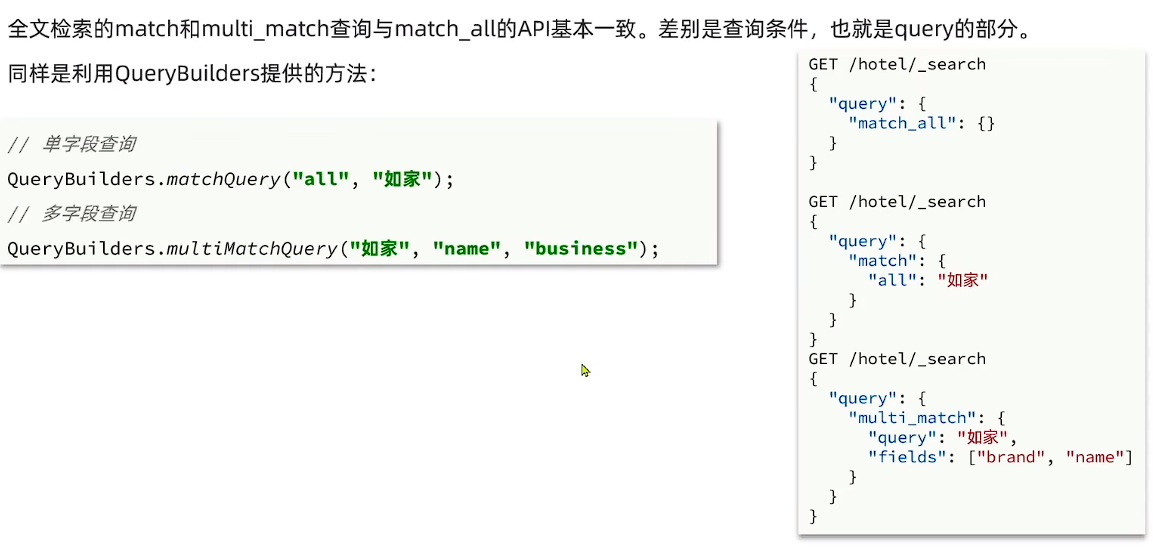 全文检索的match和multi_match查询与match_all的API基本一致。差别是查询条件，也就是query的部分。
同样是利用QueryBuilders提供的方法：
// 单字段查询
QueryBuilders.matchQuery("all", "如家");
// 多字段查询
QueryBuilders.multiMatchQuery("如家", "name", "business");
GET /hotel/_search
{
  "query": {
    "match_all": {}
  }
}
GET /hotel/_search
{
  "query": {
    "match": {
      "all": "如家"
    }
  }
}
GET /hotel/_search
{
  "query": {
    "multi_match": {
      "query": "如家",
      "fields": ["brand", "name"]
    }
  }
}